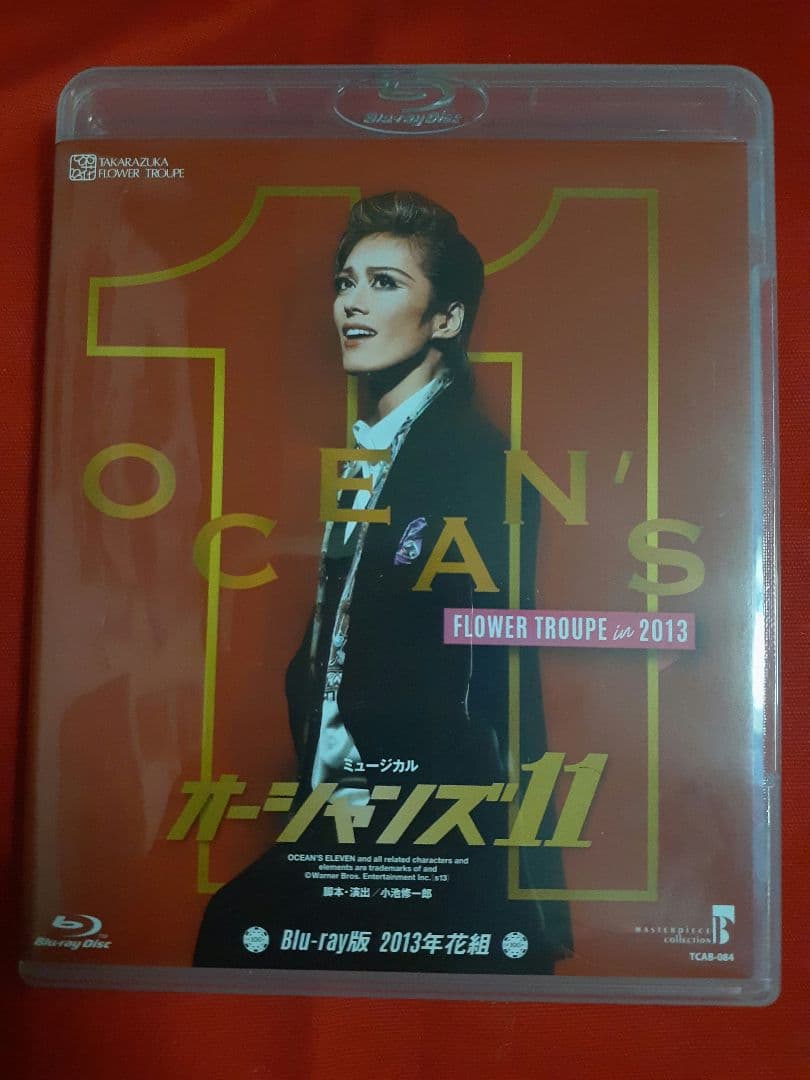 Blu-ray Disc
TAKARAZUKA
FLOWER TROUPE
11
OCEAN'S
FLOWER TROUPE in 2013
ミュージカル
オーシャンズ11
OCEAN'S ELEVEN and all related characters and
elements are trademarks of and
©Warner Bros. Entertainment Inc. (s13)
脚本・演出／小池修一郎
Blu-ray版 2013年花組
Blu-ray Disc
MASTERPIECE
collection
TCAB-084